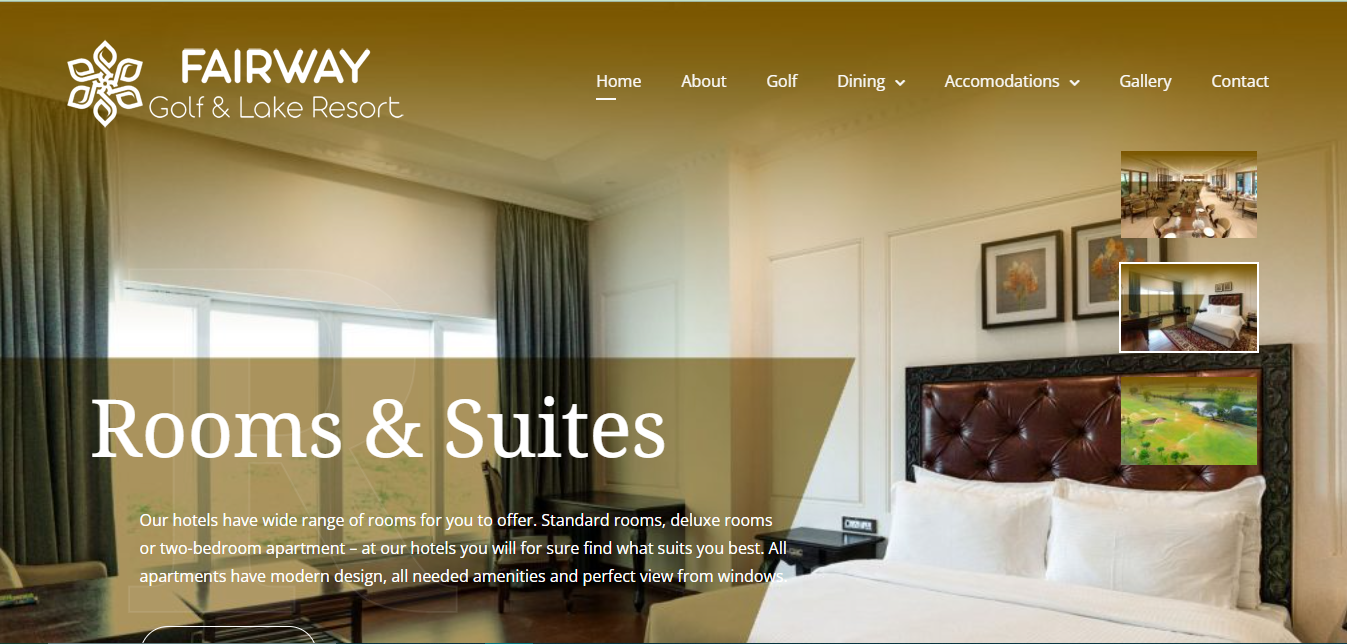 FAIRWAY
Golf & Lake Resort
Home About Golf Dining Accomodations Gallery Contact
Rooms & Suites
Our hotels have wide range of rooms for you to offer. Standard rooms, deluxe rooms
or two-bedroom apartment – at our hotels you will for sure find what suits you best. All
apartments have modern design, all needed amenities and perfect view from windows.